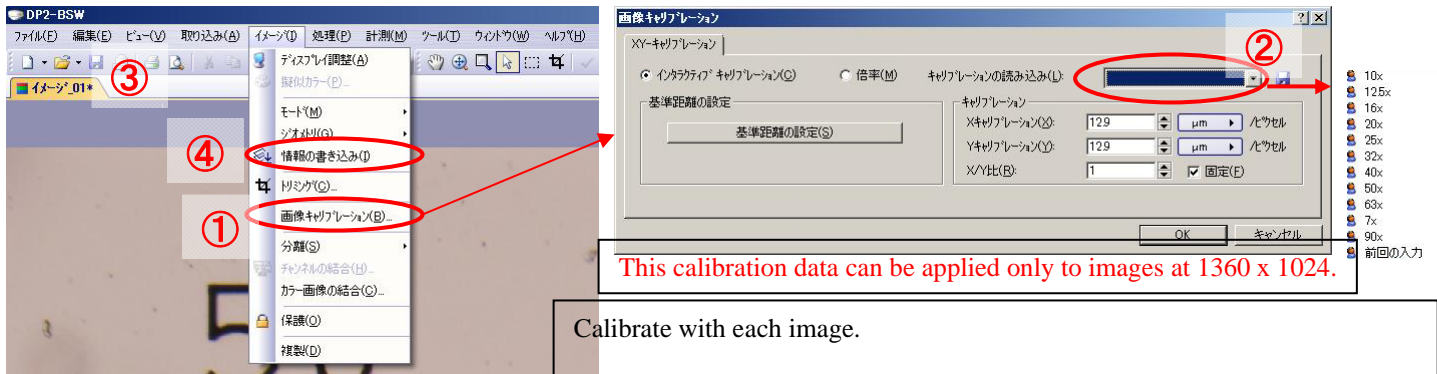 DP2-BSW
ファイル(F) 編集(E) ビュー(V) 取り込み(A) イメージ(I) 処理(P) 計測(M) ツール(T) ウィンドウ(W) ヘルプ(H)
イメージ_01*
③
ディスプレイ調整(A)
擬似カラー(P)...
モード(M)
ジオメトリ(G)
④
情報の書き込み(I)
トリミング(C)...
①
画像キャリブレーション(B)...
分離(S)
チャンネルの結合(H)...
カラー画像の結合(C)...
保護(O)
複製(D)
画像キャリブレーション
XY-キャリブレーション
②
インタラクティブ キャリブレーション(C) 倍率(M) キャリブレーションの読み込み(L):
基準距離の設定
基準距離の設定(S)
キャリブレーション
Xキャリブレーション(X): 12.9 μm /ピクセル
Yキャリブレーション(Y): 12.9 μm /ピクセル
X/Y比(R): 1 固定(F)
OK キャンセル
10x
12.5x
16x
20x
25x
32x
40x
50x
63x
7x
90x
前回の入力
This calibration data can be applied only to images at 1360 x 1024.
Calibrate with each image.